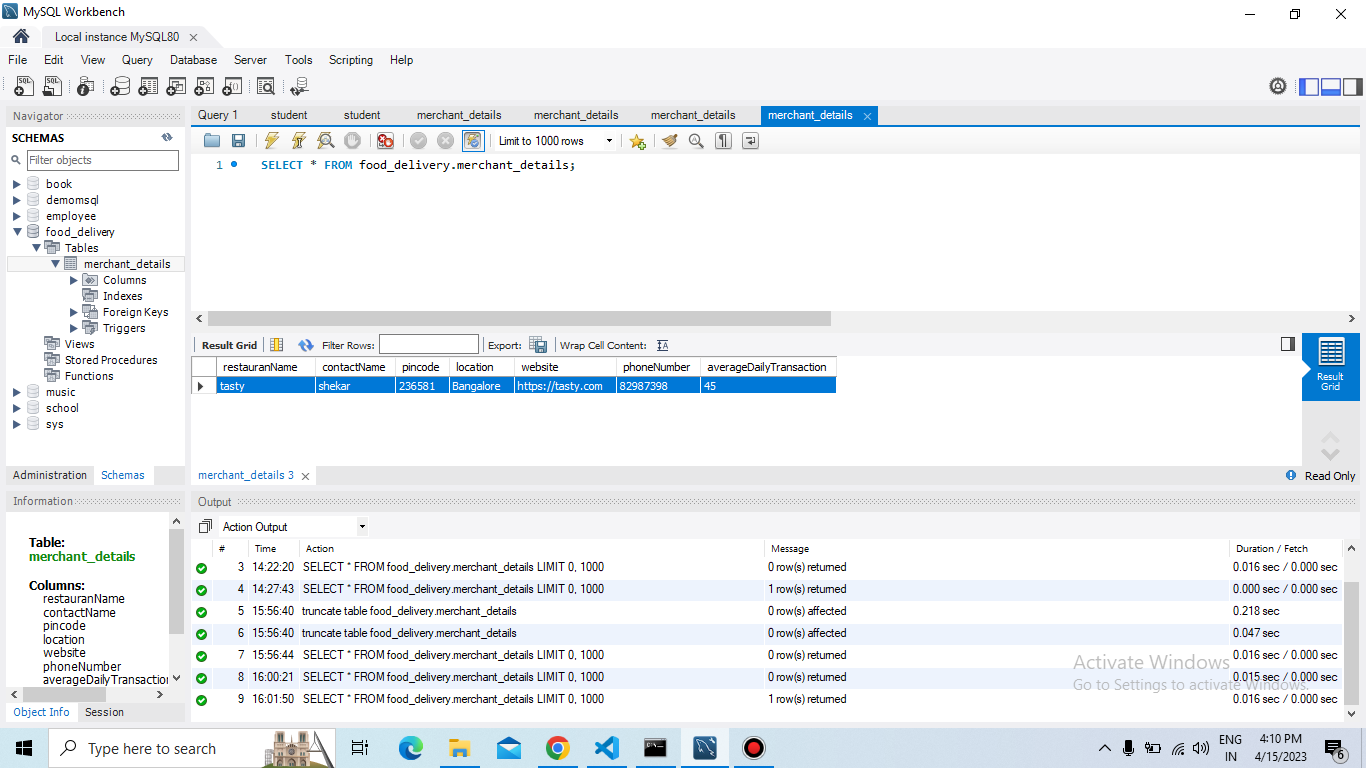 MySQL Workbench
Local instance MySQL80
File Edit View Query Database Server Tools Scripting Help
Navigator
SCHEMAS
Filter objects
book
demomsql
employee
food_delivery
Tables
merchant_details
Columns
Indexes
Foreign Keys
Triggers
Views
Stored Procedures
Functions
music
school
sys
Administration Schemas
Information
Table:
merchant_details
Columns:
restauranName
contactName
pincode
location
website
phoneNumber
averageDailyTransaction
Object Info Session
Query 1 student student merchant_details merchant_details merchant_details merchant_details
Limit to 1000 rows
1 SELECT * FROM food_delivery.merchant_details;
Result Grid Filter Rows: Export: Wrap Cell Content: IA
restauranName contactName pincode location website phoneNumber averageDailyTransaction
tasty shekar 236581 Bangalore https://tasty.com 82987398 45
Result
Grid
merchant_details 3
Read Only
Output
Action Output
# Time Action Message Duration / Fetch
3 14:22:20 SELECT * FROM food_delivery.merchant_details LIMIT 0, 1000 0 row(s) returned 0.016 sec / 0.000 sec
4 14:27:43 SELECT * FROM food_delivery.merchant_details LIMIT 0, 1000 1 row(s) returned 0.000 sec / 0.000 sec
5 15:56:40 truncate table food_delivery.merchant_details 0 row(s) affected 0.218 sec
6 15:56:40 truncate table food_delivery.merchant_details 0 row(s) affected 0.047 sec
7 15:56:44 SELECT * FROM food_delivery.merchant_details LIMIT 0, 1000 0 row(s) returned 0.016 sec / 0.000 sec
8 16:00:21 SELECT * FROM food_delivery.merchant_details LIMIT 0, 1000 0 row(s) returned 0.015 sec / 0.000 sec
9 16:01:50 SELECT * FROM food_delivery.merchant_details LIMIT 0, 1000 1 row(s) returned 0.016 sec / 0.000 sec
Activate Windows
Go to Settings to activate Windows.
Type here to search
ENG
IN
4:10 PM
4/15/2023
6